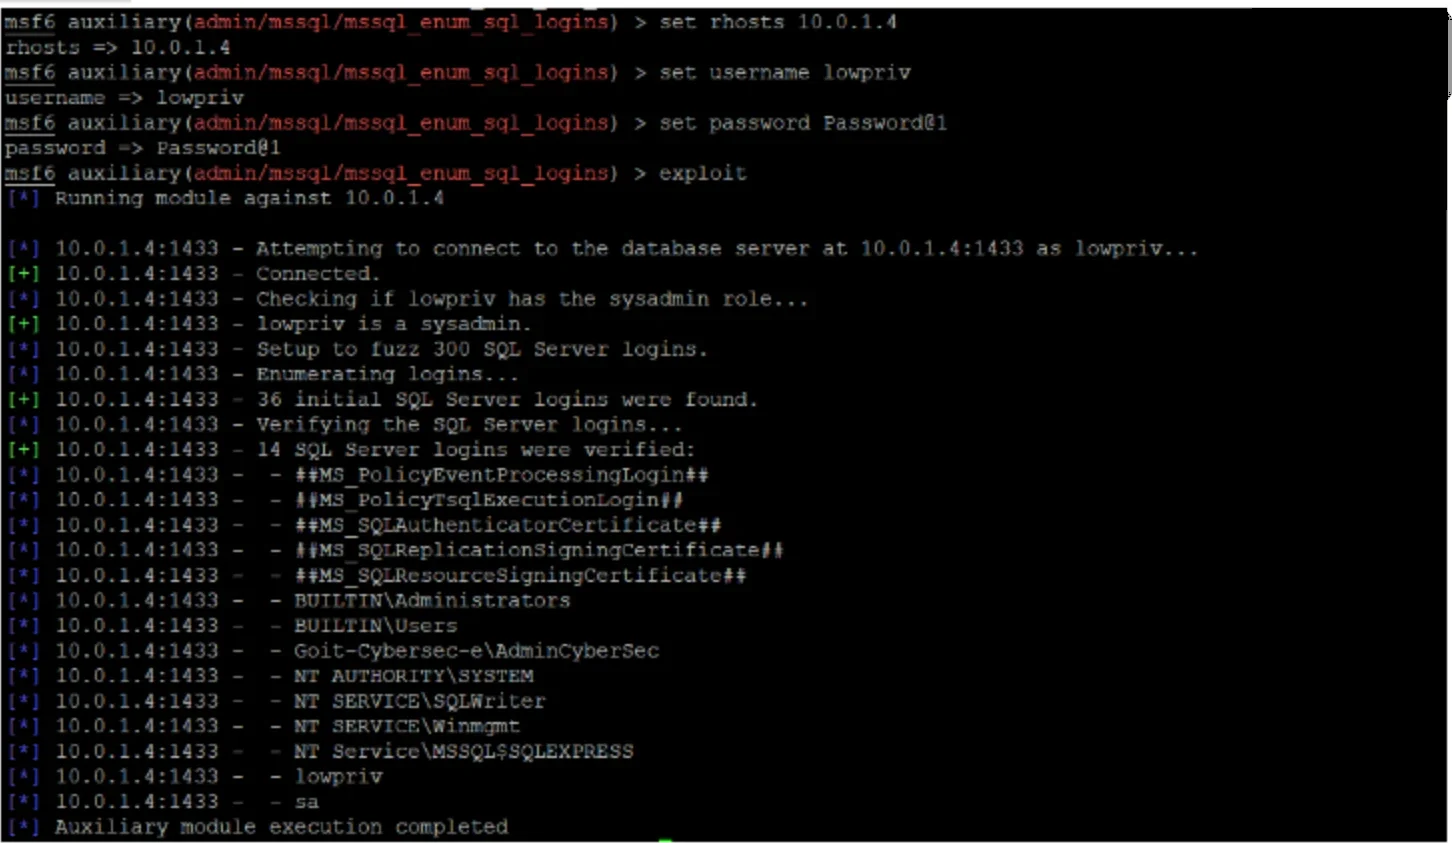 msf6 auxiliary(admin/mssql/mssql_enum_sql_logins) > set rhosts 10.0.1.4
rhosts => 10.0.1.4
msf6 auxiliary(admin/mssql/mssql_enum_sql_logins) > set username lowpriv
username => lowpriv
msf6 auxiliary(admin/mssql/mssql_enum_sql_logins) > set password Password@1
password => Password@1
msf6 auxiliary(admin/mssql/mssql_enum_sql_logins) > exploit
[*] Running module against 10.0.1.4
[*] 10.0.1.4:1433 - Attempting to connect to the database server at 10.0.1.4:1433 as lowpriv...
[+] 10.0.1.4:1433 - Connected.
[*] 10.0.1.4:1433 - Checking if lowpriv has the sysadmin role...
[+] 10.0.1.4:1433 - lowpriv is a sysadmin.
[*] 10.0.1.4:1433 - Setup to fuzz 300 SQL Server logins.
[*] 10.0.1.4:1433 - Enumerating logins...
[+] 10.0.1.4:1433 - 36 initial SQL Server logins were found.
[*] 10.0.1.4:1433 - Verifying the SQL Server logins...
[+] 10.0.1.4:1433 - 14 SQL Server logins were verified:
[*] 10.0.1.4:1433 - - ##MS_PolicyEventProcessingLogin##
[*] 10.0.1.4:1433 - - ##MS_PolicyTsqlExecutionLogin##
[*] 10.0.1.4:1433 - - ##MS_SQLAuthenticatorCertificate##
[*] 10.0.1.4:1433 - - ##MS_SQLReplicationSigningCertificate##
[*] 10.0.1.4:1433 - - ##MS_SQLResourceSigningCertificate##
[*] 10.0.1.4:1433 - - BUILTIN\Administrators
[*] 10.0.1.4:1433 - - BUILTIN\Users
[*] 10.0.1.4:1433 - - Goit-Cybersec-e\AdminCyberSec
[*] 10.0.1.4:1433 - - NT AUTHORITY\SYSTEM
[*] 10.0.1.4:1433 - - NT SERVICE\SQLWriter
[*] 10.0.1.4:1433 - - NT SERVICE\Winmgmt
[*] 10.0.1.4:1433 - - NT Service\MSSQL$SQLEXPRESS
[*] 10.0.1.4:1433 - - lowpriv
[*] 10.0.1.4:1433 - - sa
[*] Auxiliary module execution completed